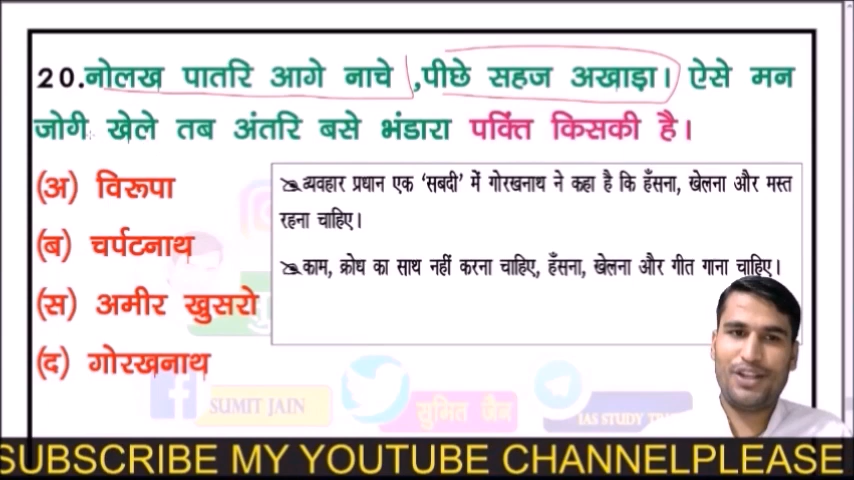 20.नोलख पातरि आगे नाचे ,पीछे सहज अखाड़ा। ऐसे मन
जोगी खेले तब अंतरि बसे भंडारा पक्तिं किसकी है।
(अ) विरूपा
(ब) चर्पटनाथ
(स) अमीर खुसरो
(द) गोरखनाथ
व्यवहार प्रधान एक ‘सबदी’ में गोरखनाथ ने कहा है कि हँसना, खेलना और मस्त
रहना चाहिए।
काम, क्रोध का साथ नहीं करना चाहिए, हँसना, खेलना और गीत गाना चाहिए।
SUMIT JAIN
सुमित जैन
IAS STUDY
SUBSCRIBE MY YOUTUBE CHANNELPLEASE